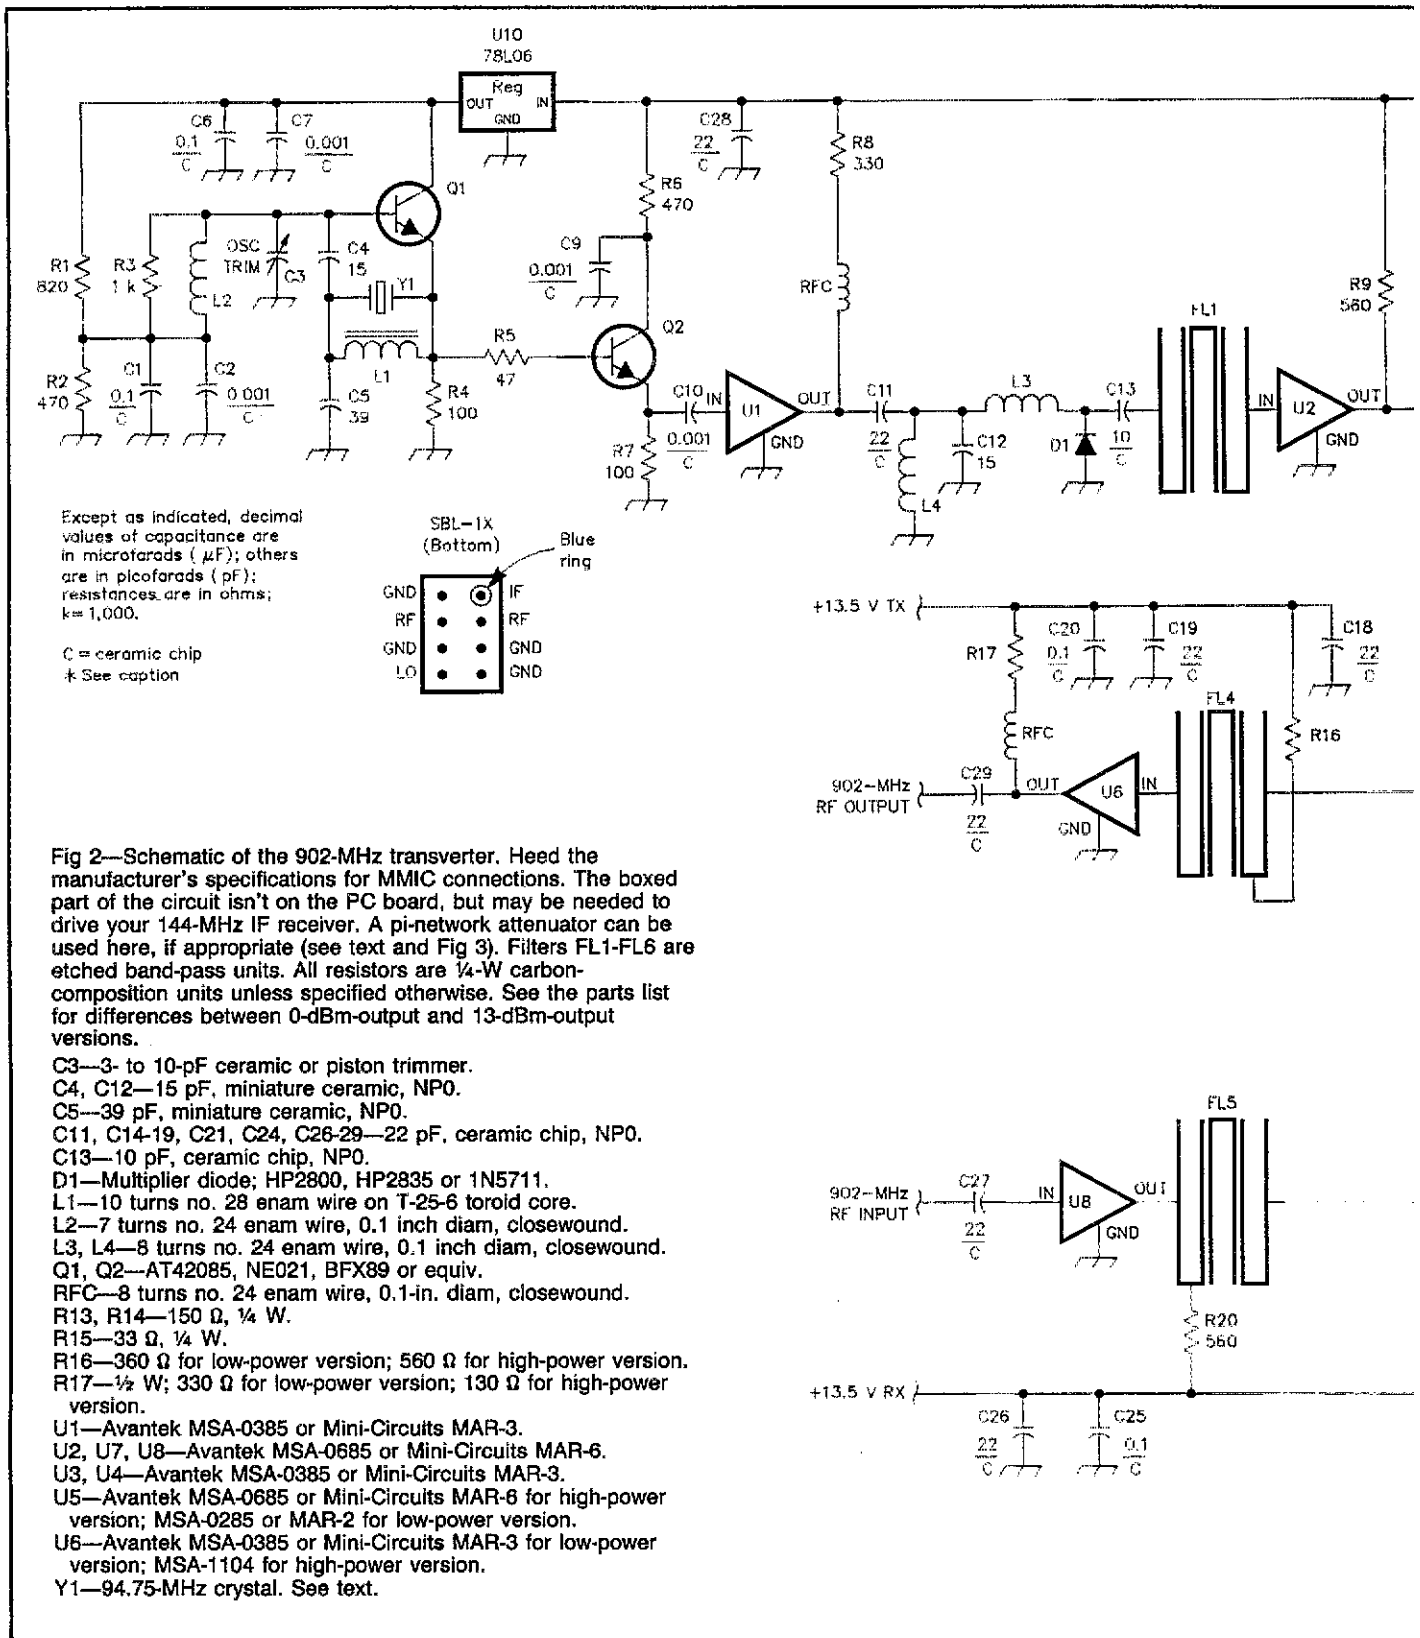 U10
78L06
Reg
OUT
IN
GND
C6
0.1
C
C7
0.001
C
Q1
C28
22
C
R8
330
R6
470
C9
0.001
C
RFC
R1
820
R3
1 k
L2
OSC
TRIM
C3
C4
15
Y1
R9
560
FL1
Q2
R5
47
L1
R2
470
C1
0.1
C
C2
0.001
C
C5
39
R4
100
C10
0.001
C
IN
U1
OUT
GND
R7
100
C11
22
C
L4
C12
15
L3
D1
C13
10
C
IN
U2
OUT
GND
Except as indicated, decimal
values of capacitance are
in microfarads ( μF); others
are in picofarads ( pF);
resistances are in ohms;
k= 1,000.
C = ceramic chip
* See caption
SBL-1X
(Bottom)
Blue
ring
GND
IF
RF
RF
GND
GND
LO
GND
+13.5 V TX
R17
C20
0.1
C
C19
22
C
C18
22
C
FL4
R16
RFC
902-MHz
RF OUTPUT
C29
22
C
OUT
U6
IN
GND
Fig 2—Schematic of the 902-MHz transverter. Heed the
manufacturer's specifications for MMIC connections. The boxed
part of the circuit isn't on the PC board, but may be needed to
drive your 144-MHz IF receiver. A pi-network attenuator can be
used here, if appropriate (see text and Fig 3). Filters FL1-FL6 are
etched band-pass units. All resistors are ¼-W carbon-
composition units unless specified otherwise. See the parts list
for differences between 0-dBm-output and 13-dBm-output
versions.
C3—3- to 10-pF ceramic or piston trimmer.
C4, C12—15 pF, miniature ceramic, NP0.
C5—39 pF, miniature ceramic, NP0.
C11, C14-19, C21, C24, C26-29—22 pF, ceramic chip, NP0.
C13—10 pF, ceramic chip, NP0.
D1—Multiplier diode; HP2800, HP2835 or 1N5711.
L1—10 turns no. 28 enam wire on T-25-6 toroid core.
L2—7 turns no. 24 enam wire, 0.1 inch diam, closewound.
L3, L4—8 turns no. 24 enam wire, 0.1 inch diam, closewound.
Q1, Q2—AT42085, NE021, BFX89 or equiv.
RFC—8 turns no. 24 enam wire, 0.1-in. diam, closewound.
R13, R14—150 Ω, ¼ W.
R15—33 Ω, ¼ W.
R16—360 Ω for low-power version; 560 Ω for high-power version.
R17—½ W; 330 Ω for low-power version; 130 Ω for high-power
version.
U1—Avantek MSA-0385 or Mini-Circuits MAR-3.
U2, U7, U8—Avantek MSA-0685 or Mini-Circuits MAR-6.
U3, U4—Avantek MSA-0385 or Mini-Circuits MAR-3.
U5—Avantek MSA-0685 or Mini-Circuits MAR-6 for high-power
version; MSA-0285 or MAR-2 for low-power version.
U6—Avantek MSA-0385 or Mini-Circuits MAR-3 for low-power
version; MSA-1104 for high-power version.
Y1—94.75-MHz crystal. See text.
FL5
902-MHz
RF INPUT
C27
22
C
IN
U8
OUT
GND
R20
560
+13.5 V RX
C26
22
C
C25
0.1
C